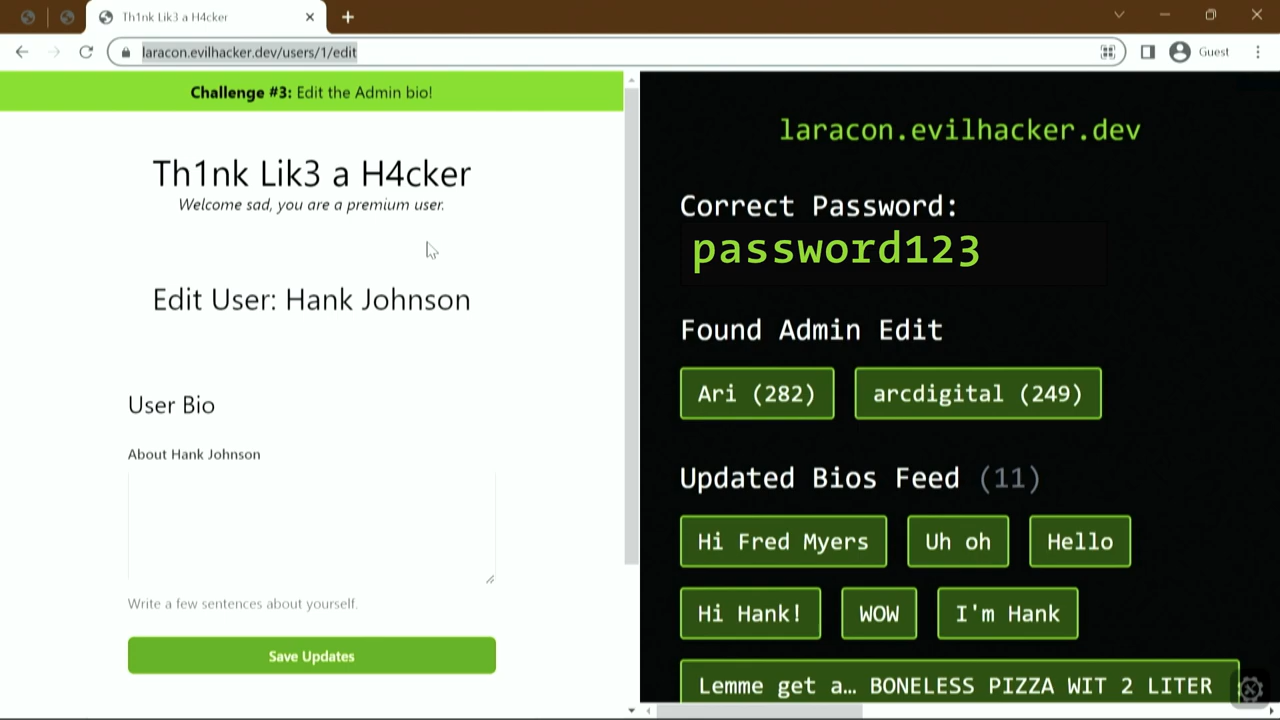 Th1nk Lik3 a H4cker
laracon.evilhacker.dev/users/1/edit
Guest
Challenge #3: Edit the Admin bio!
Th1nk Lik3 a H4cker
Welcome sad, you are a premium user.
Edit User: Hank Johnson
User Bio
About Hank Johnson
Write a few sentences about yourself.
Save Updates
laracon.evilhacker.dev
Correct Password:
password123
Found Admin Edit
Ari (282) arcdigital (249)
Updated Bios Feed (11)
Hi Fred Myers Uh oh Hello
Hi Hank! WOW I'm Hank
Lemme get a… BONELESS PIZZA WIT 2 LITER